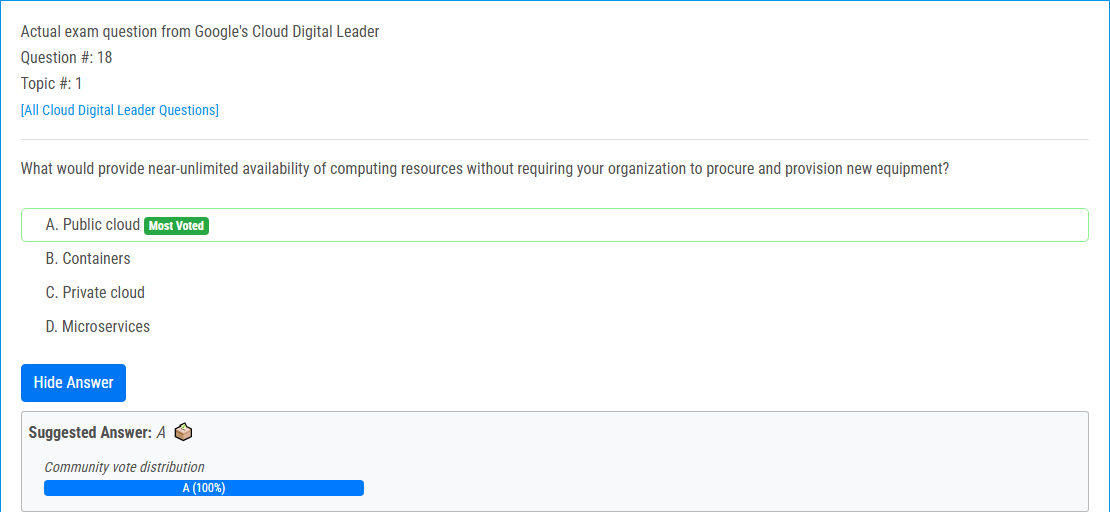 Actual exam question from Google's Cloud Digital Leader
Question #: 18
Topic #: 1
[All Cloud Digital Leader Questions]
What would provide near-unlimited availability of computing resources without requiring your organization to procure and provision new equipment?
A. Public cloud Most Voted
B. Containers
C. Private cloud
D. Microservices
Hide Answer
Suggested Answer: A
Community vote distribution
A (100%)